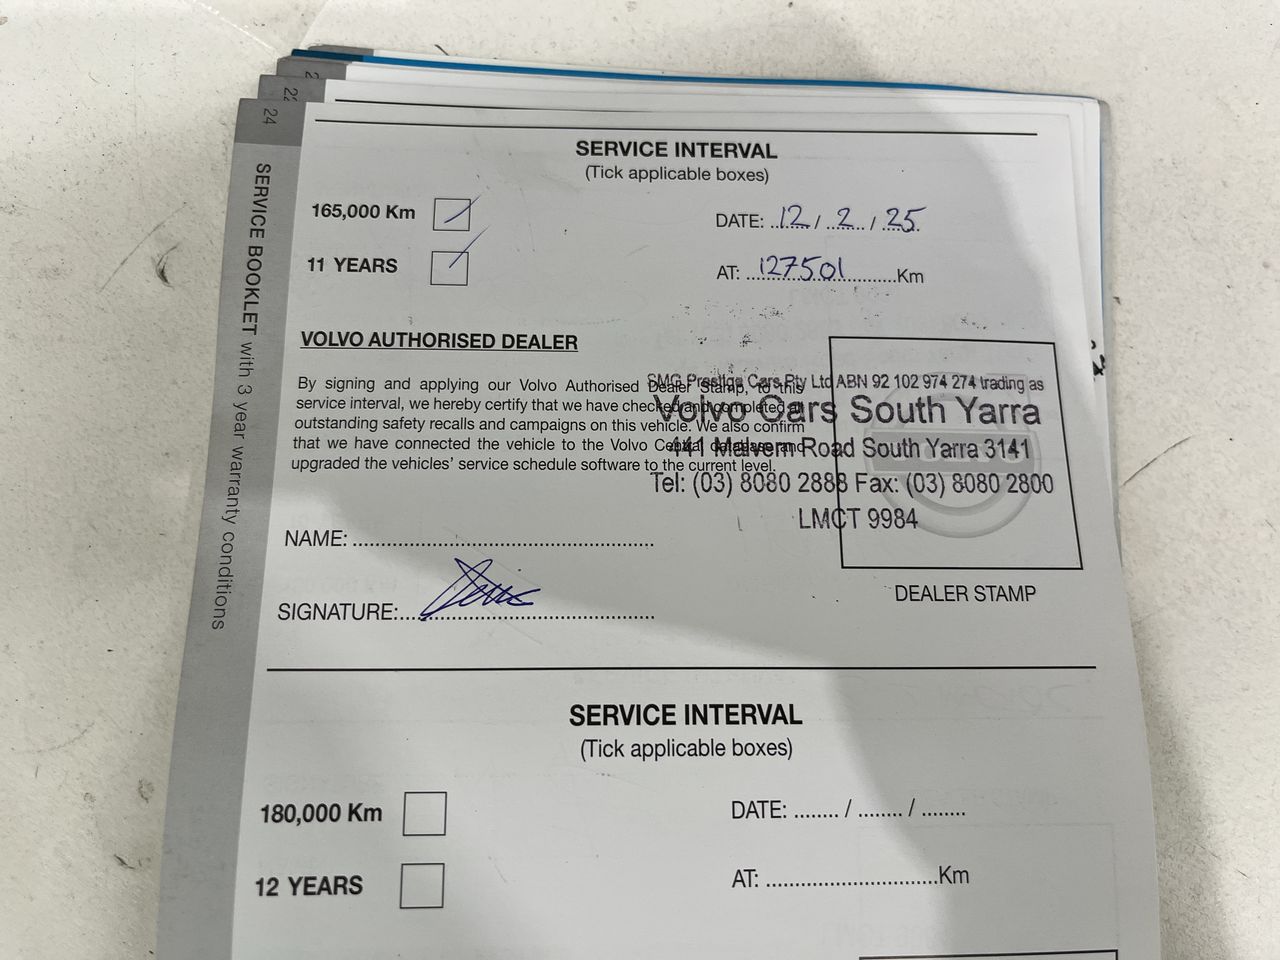 24
22
2
SERVICE BOOKLET with 3 year warranty conditions
SERVICE INTERVAL
(Tick applicable boxes)
165,000 Km
DATE: 12 / 2 / 25
11 YEARS
AT: 127501 Km
VOLVO AUTHORISED DEALER
By signing and applying our Volvo Authorised Dealer Stamp, to this
service interval, we hereby certify that we have checked and completed all
outstanding safety recalls and campaigns on this vehicle. We also confirm
that we have connected the vehicle to the Volvo Central database and
upgraded the vehicles' service schedule software to the current level.
SMG Prestige Cars Pty Ltd ABN 92 102 974 274 trading as
Volvo Cars South Yarra
Malvern Road South Yarra 3141
Tel: (03) 8080 2888 Fax: (03) 8080 2800
LMCT 9984
NAME:
SIGNATURE:
DEALER STAMP
SERVICE INTERVAL
(Tick applicable boxes)
180,000 Km
DATE: ........ / ........ / ........
12 YEARS
AT: ..............................Km